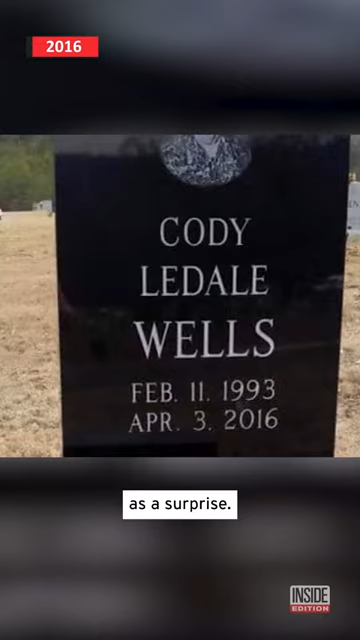 2016
CODY
LEDALE
WELLS
FEB. 11. 1993
APR. 3. 2016
as a surprise.
INSIDE
EDITION